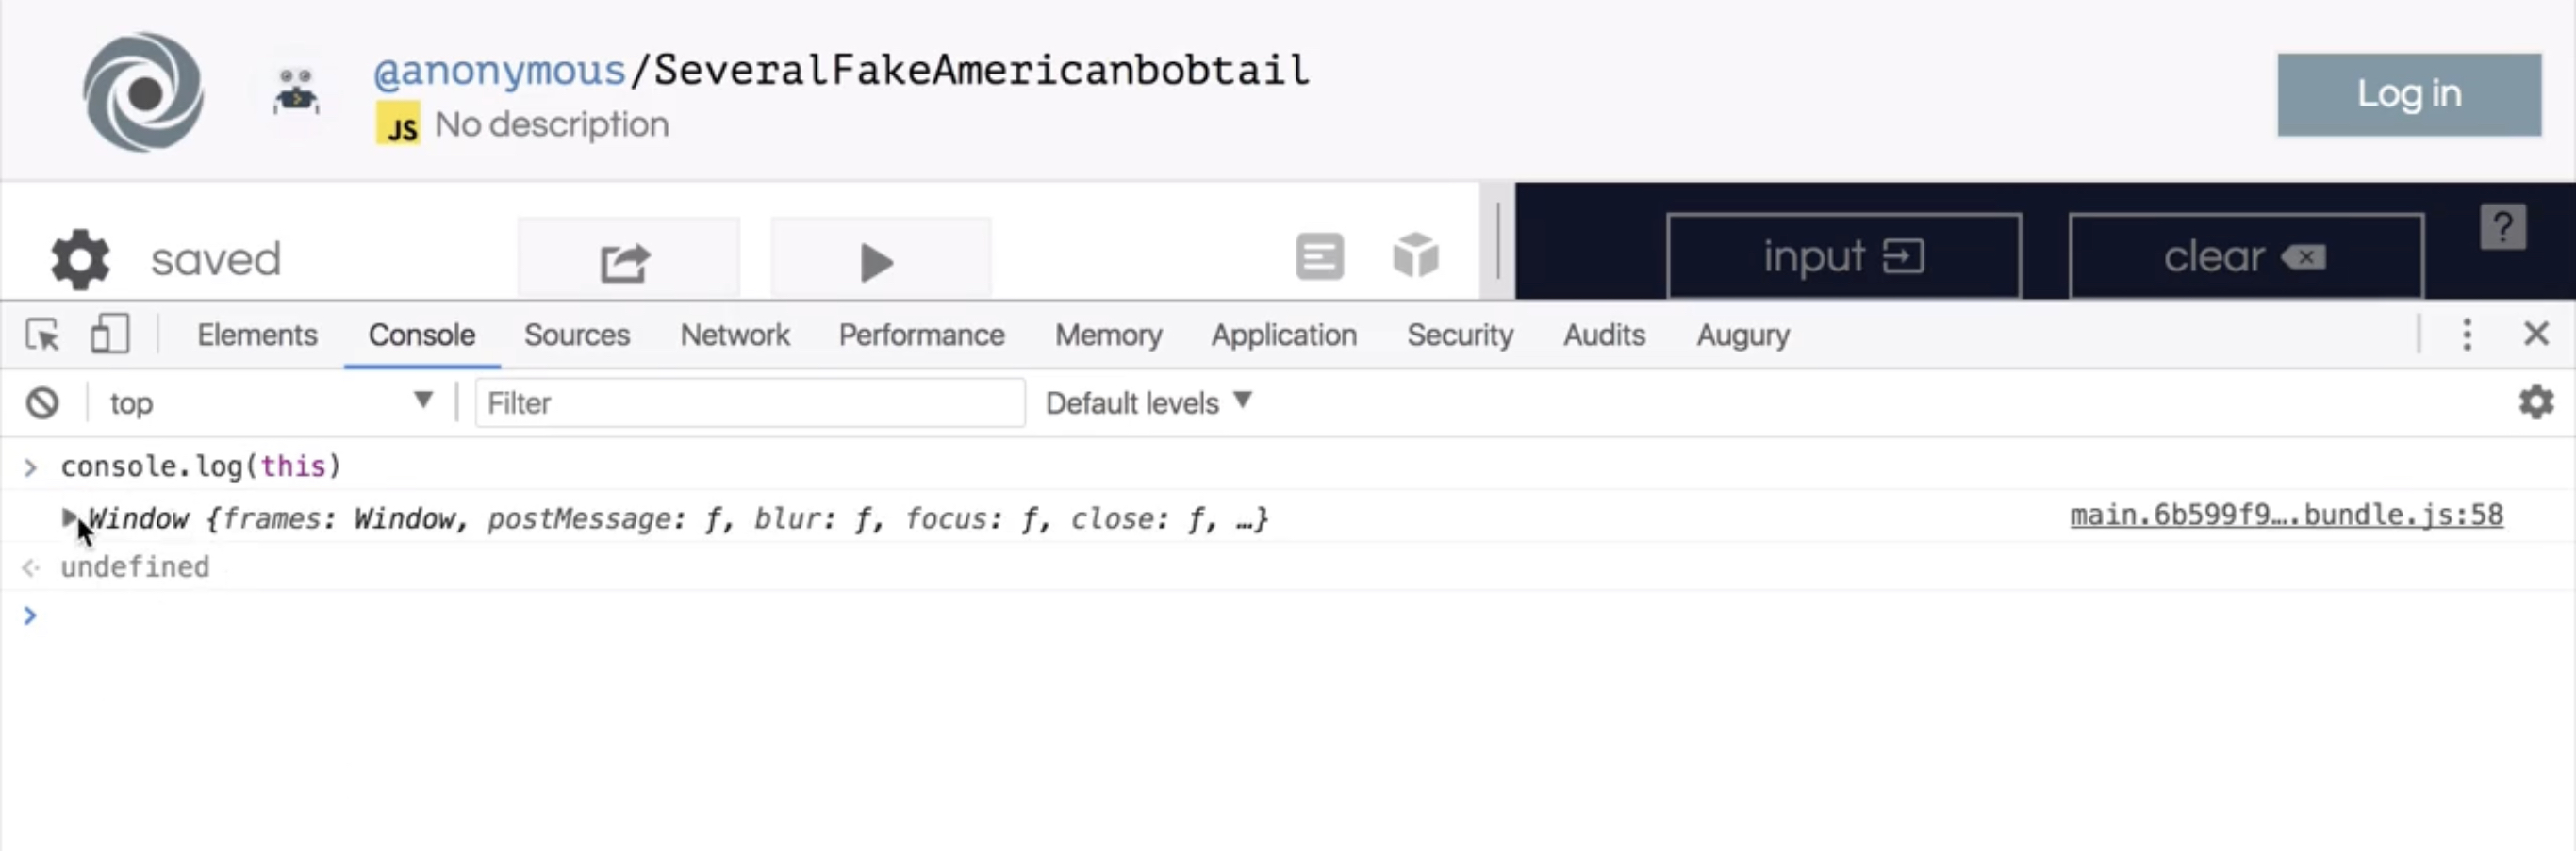 @anonymous/SeveralFakeAmericanbobtail
JS No description
Log in
saved
input
clear
?
Elements Console Sources Network Performance Memory Application Security Audits Augury
top Filter Default levels
console.log(this)
Window {frames: Window, postMessage: ƒ, blur: ƒ, focus: ƒ, close: ƒ, …} main.6b599f9….bundle.js:58
undefined